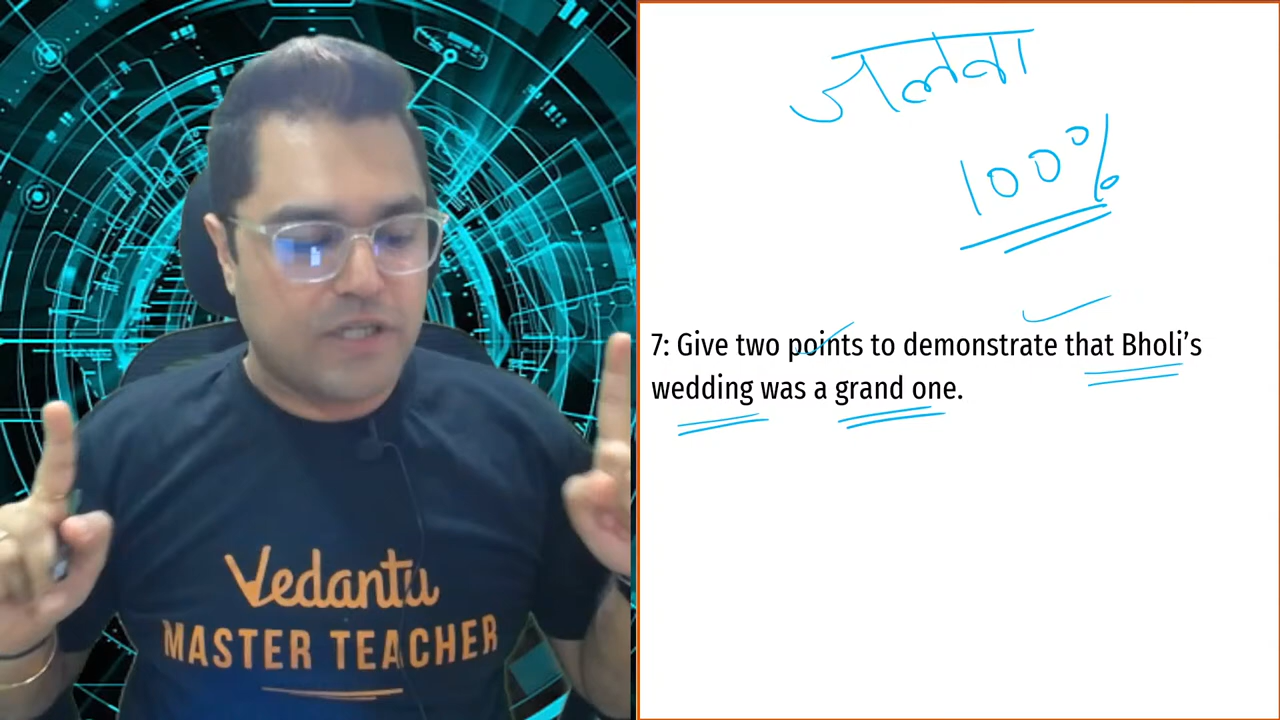 Vedantu
MASTER TEACHER
जलवा
100%
7: Give two points to demonstrate that Bholi's
wedding was a grand one.